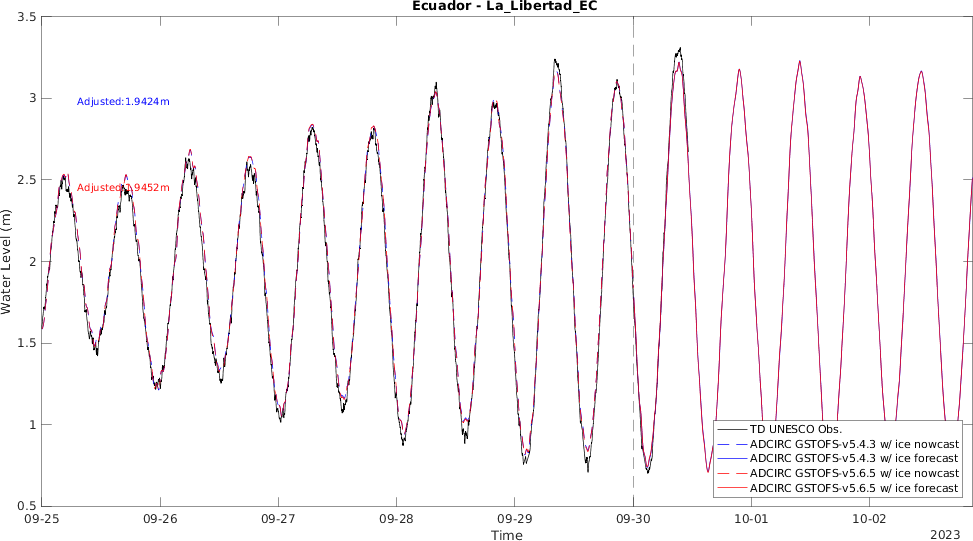 Ecuador - La_Libertad_EC
3.5
3
2.5
2
1.5
1
0.5
Water Level (m)
Adjusted:1.9424m
Adjusted:1.9452m
TD UNESCO Obs.
ADCIRC GSTOFS-v5.4.3 w/ ice nowcast
ADCIRC GSTOFS-v5.4.3 w/ ice forecast
ADCIRC GSTOFS-v5.6.5 w/ ice nowcast
ADCIRC GSTOFS-v5.6.5 w/ ice forecast
09-25 09-26 09-27 09-28 09-29 09-30 10-01 10-02
Time
2023